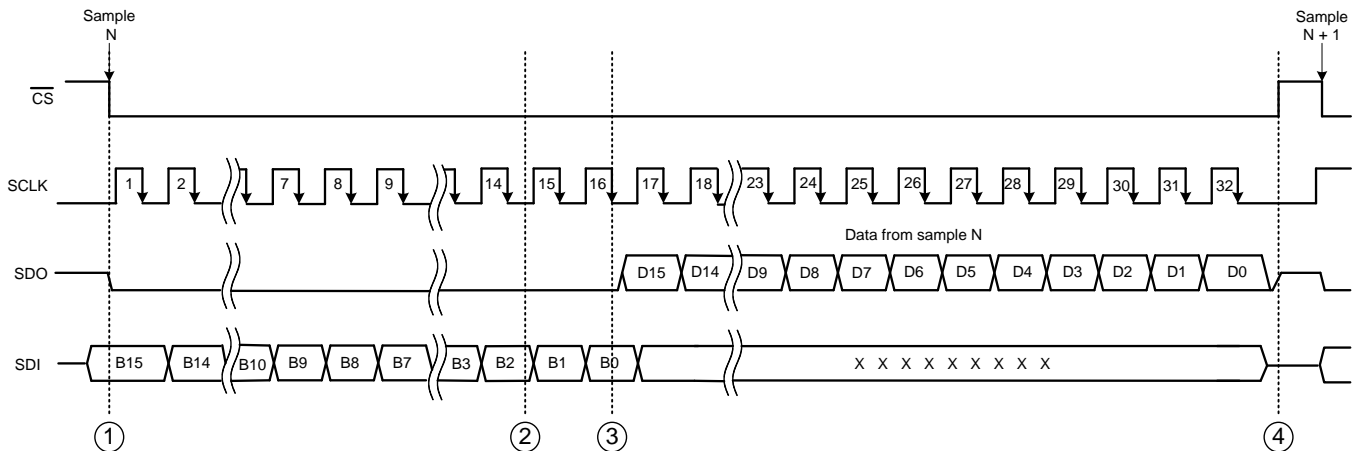 Sample
N
Sample
N + 1
CS
SCLK
1 2 7 8 9 14 15 16 17 18 23 24 25 26 27 28 29 30 31 32
Data from sample N
SDO
D15 D14 D9 D8 D7 D6 D5 D4 D3 D2 D1 D0
SDI
B15 B14 B10 B9 B8 B7 B3 B2 B1 B0 X X X X X X X X X
1 2 3 4